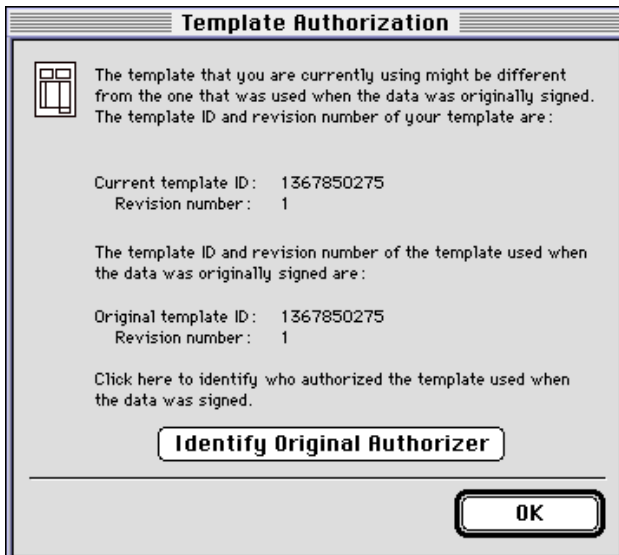 Template Authorization
The template that you are currently using might be different
from the one that was used when the data was originally signed.
The template ID and revision number of your template are:
Current template ID: 1367850275
Revision number: 1
The template ID and revision number of the template used when
the data was originally signed are:
Original template ID: 1367850275
Revision number: 1
Click here to identify who authorized the template used when
the data was signed.
Identify Original Authorizer
OK